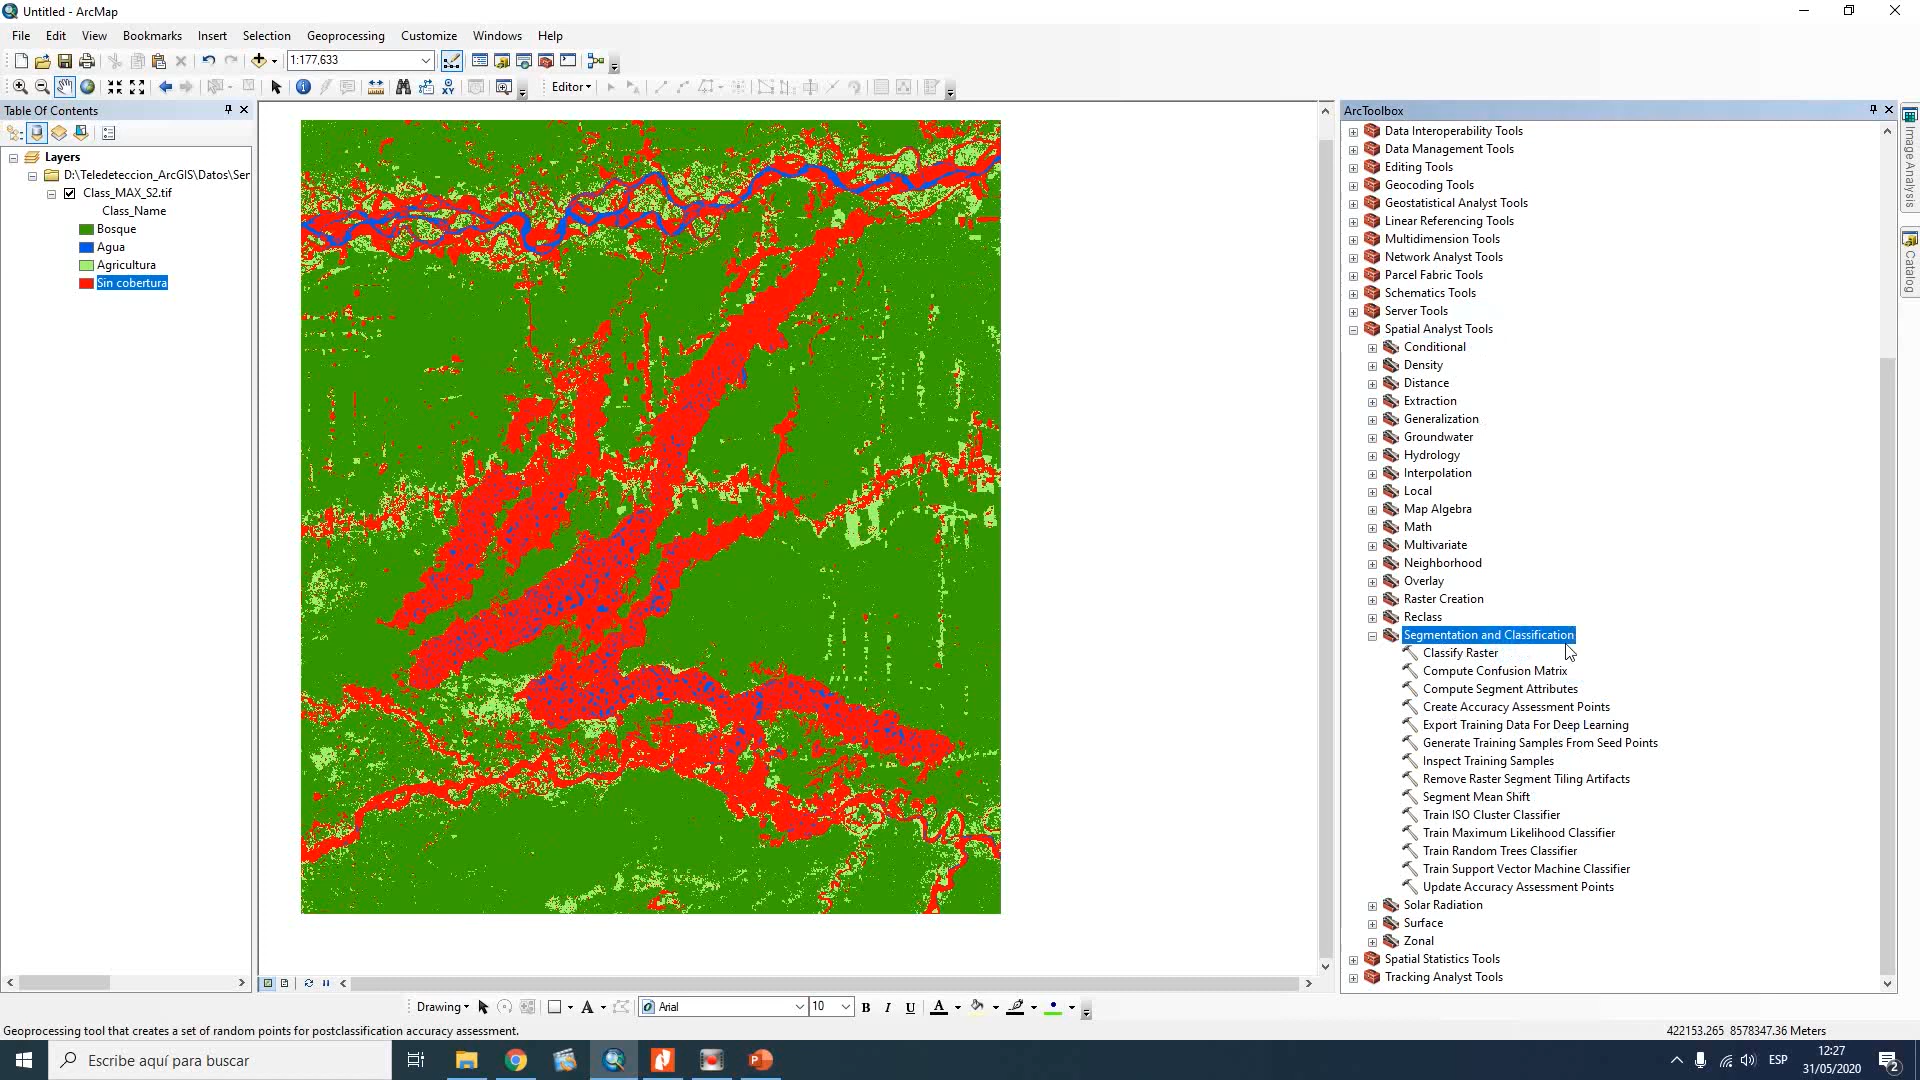 Untitled - ArcMap
File Edit View Bookmarks Insert Selection Geoprocessing Customize Windows Help
1:177,633
Editor
Table Of Contents
Layers
D:\Teledeteccion_ArcGIS\Datos\Ser
Class_MAX_S2.tif
Class_Name
Bosque
Agua
Agricultura
Sin cobertura
ArcToolbox
Data Interoperability Tools
Data Management Tools
Editing Tools
Geocoding Tools
Geostatistical Analyst Tools
Linear Referencing Tools
Multidimension Tools
Network Analyst Tools
Parcel Fabric Tools
Schematics Tools
Server Tools
Spatial Analyst Tools
Conditional
Density
Distance
Extraction
Generalization
Groundwater
Hydrology
Interpolation
Local
Map Algebra
Math
Multivariate
Neighborhood
Overlay
Raster Creation
Reclass
Segmentation and Classification
Classify Raster
Compute Confusion Matrix
Compute Segment Attributes
Create Accuracy Assessment Points
Export Training Data For Deep Learning
Generate Training Samples From Seed Points
Inspect Training Samples
Remove Raster Segment Tiling Artifacts
Segment Mean Shift
Train ISO Cluster Classifier
Train Maximum Likelihood Classifier
Train Random Trees Classifier
Train Support Vector Machine Classifier
Update Accuracy Assessment Points
Solar Radiation
Surface
Zonal
Spatial Statistics Tools
Tracking Analyst Tools
Image Analysis
Catalog
Drawing A Arial 10 B I U A
Geoprocessing tool that creates a set of random points for postclassification accuracy assessment.
422153.265 8578347.36 Meters
Escribe aquí para buscar
ESP
12:27
31/05/2020
2